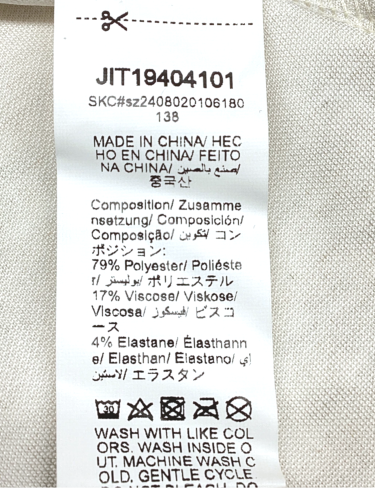 JIT19404101
SKC#sz2408020106180
138
MADE IN CHINA/ HEC
HO EN CHINA/ FEITO
NA CHINA/ صنع بالصين/
중국산
Composition/ Zusamme
nsetzung/ Composición/
Composição/ تكوين/ コン
ポジション:
79% Polyester/ Polióste
r/ بوليستر/ ポリエステル
17% Viscose/ Viskose/
Viscosa/ فيسكوز/ ビスコ
ース
4% Elastane/ Élasthann
e/ Elasthan/ Elastano/ إي
لاستين/ エラスタン
30
WASH WITH LIKE COL
ORS. WASH INSIDE O
UT. MACHINE WASH C
OLD. GENTLE CYCLE